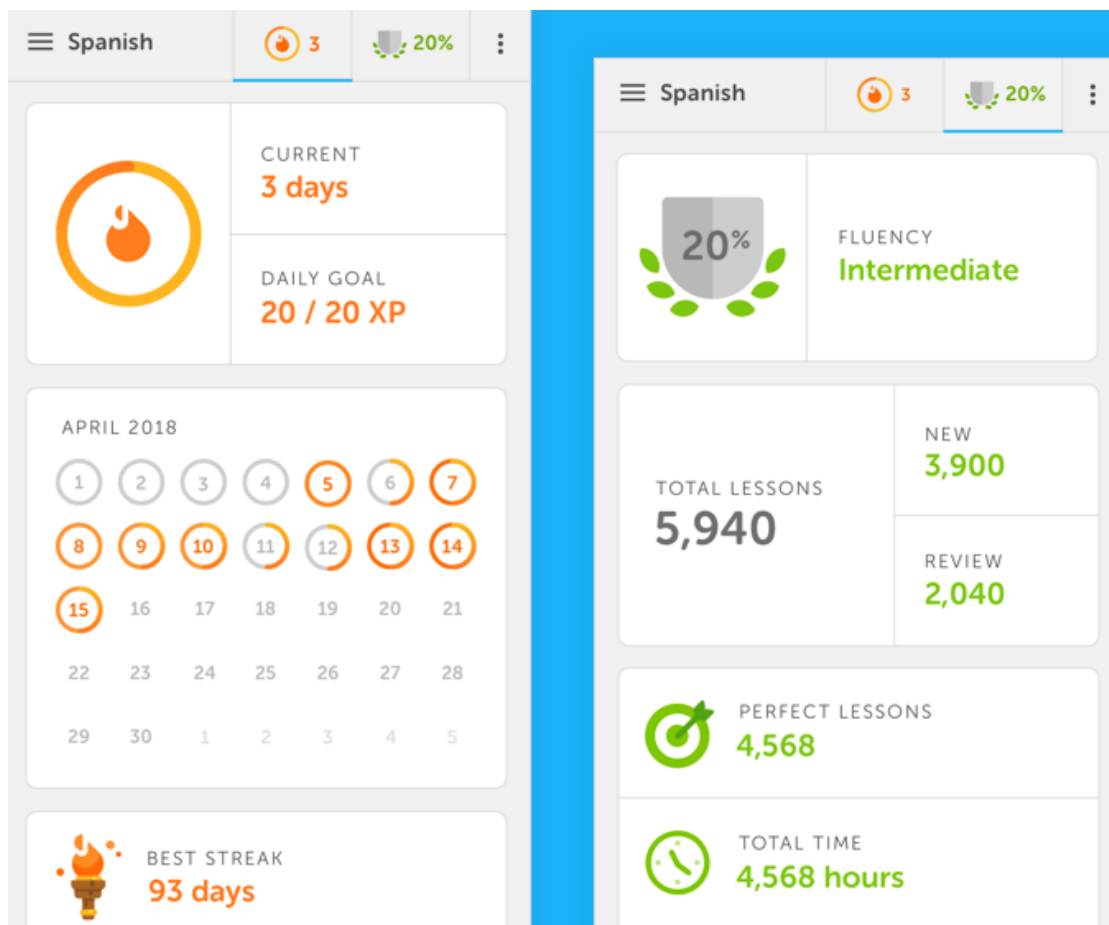 Spanish 3 20%
CURRENT
3 days
DAILY GOAL
20 / 20 XP
APRIL 2018
1 2 3 4 5 6 7
8 9 10 11 12 13 14
15 16 17 18 19 20 21
22 23 24 25 26 27 28
29 30 1 2 3 4 5
BEST STREAK
93 days
Spanish 3 20%
20%
FLUENCY
Intermediate
TOTAL LESSONS
5,940
NEW
3,900
REVIEW
2,040
PERFECT LESSONS
4,568
TOTAL TIME
4,568 hours